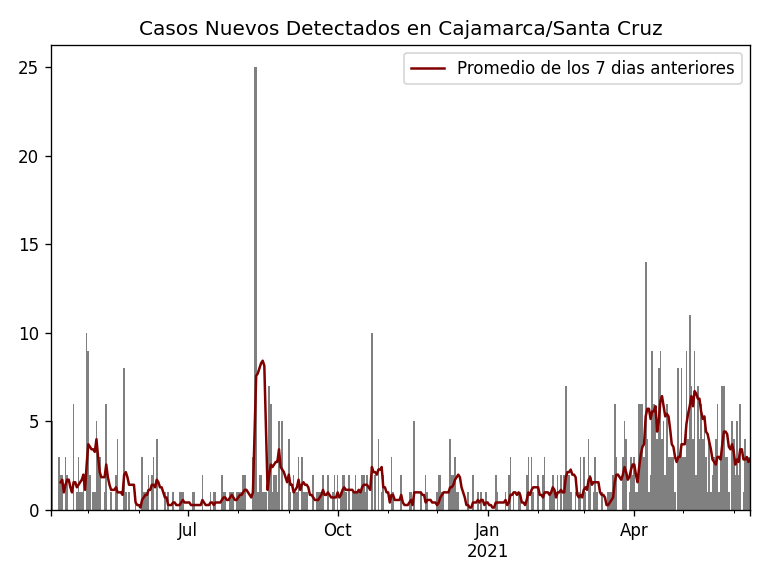 Casos Nuevos Detectados en Cajamarca/Santa Cruz
Promedio de los 7 dias anteriores
25
20
15
10
5
0
Jul
Oct
Jan
2021
Apr